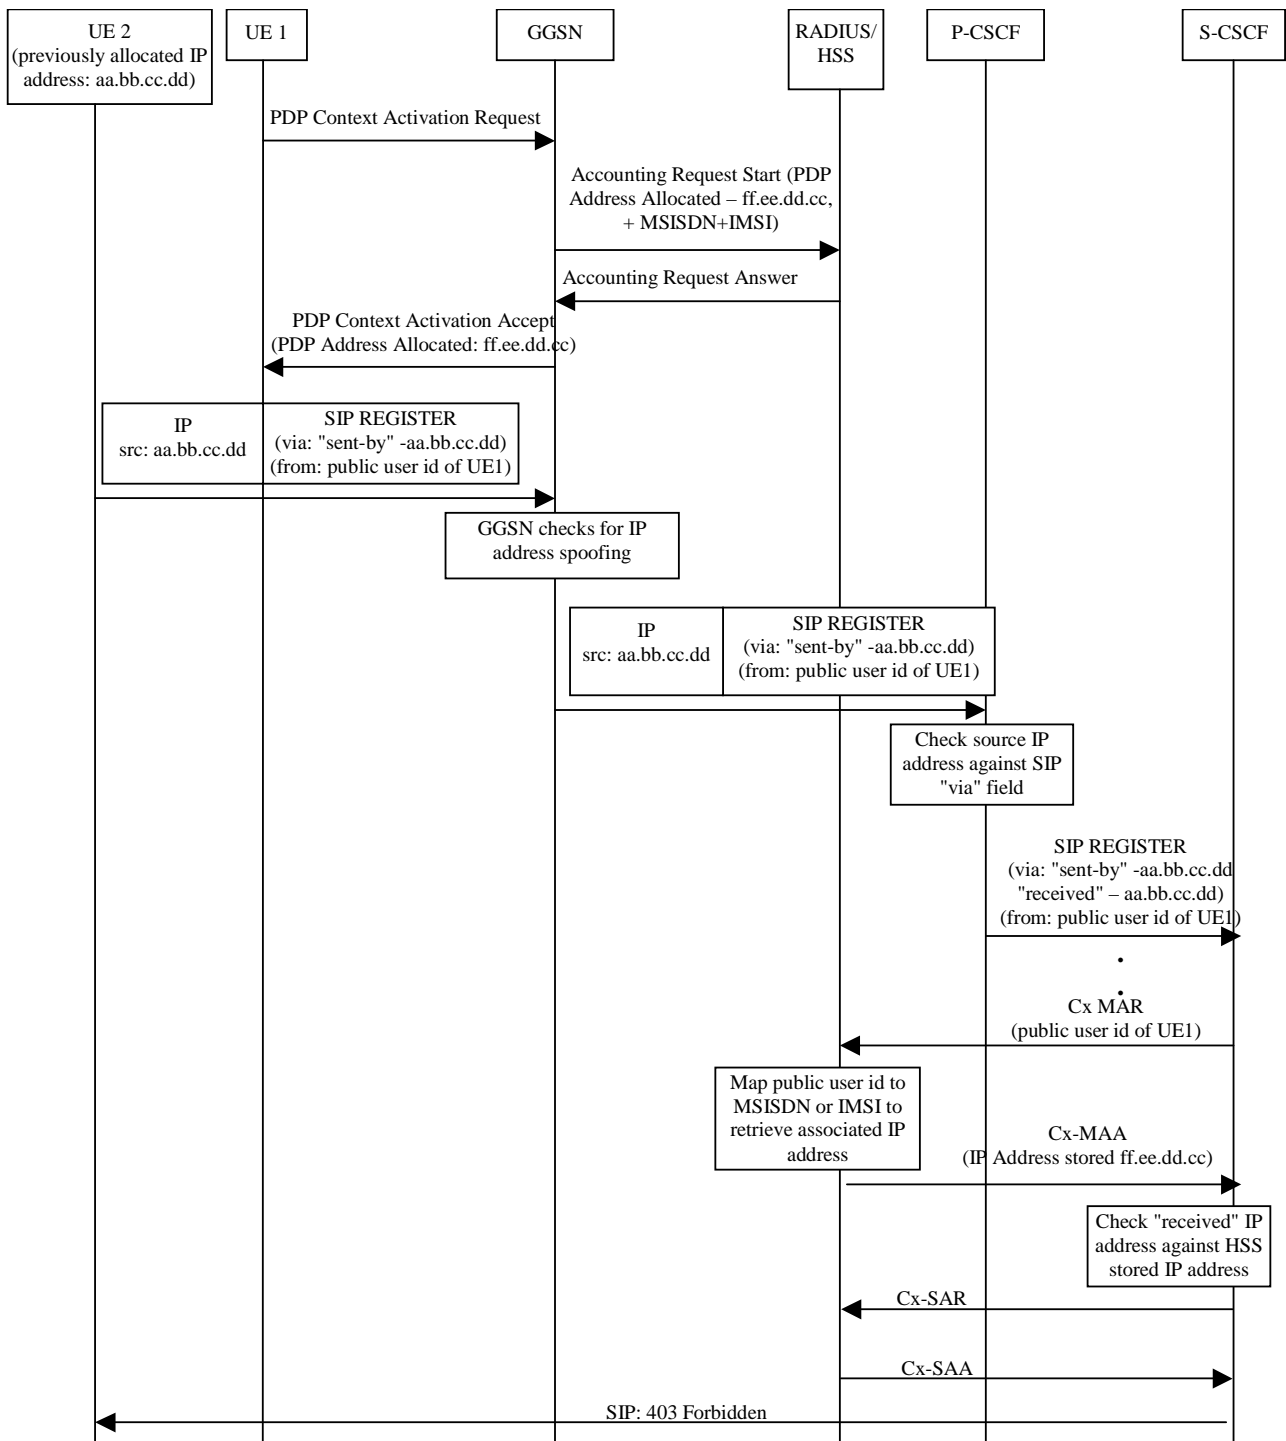 UE 2
(previously allocated IP
address: aa.bb.cc.dd)
UE 1
GGSN
RADIUS/
HSS
P-CSCF
S-CSCF
PDP Context Activation Request
Accounting Request Start (PDP
Address Allocated – ff.ee.dd.cc,
+ MSISDN+IMSI)
Accounting Request Answer
PDP Context Activation Accept
(PDP Address Allocated: ff.ee.dd.cc)
IP
src: aa.bb.cc.dd
SIP REGISTER
(via: "sent-by" -aa.bb.cc.dd)
(from: public user id of UE1)
GGSN checks for IP
address spoofing
IP
src: aa.bb.cc.dd
SIP REGISTER
(via: "sent-by" -aa.bb.cc.dd)
(from: public user id of UE1)
Check source IP
address against SIP
"via" field
SIP REGISTER
(via: "sent-by" -aa.bb.cc.dd
"received" – aa.bb.cc.dd)
(from: public user id of UE1)
.
.
Cx MAR
(public user id of UE1)
Map public user id to
MSISDN or IMSI to
retrieve associated IP
address
Cx-MAA
(IP Address stored ff.ee.dd.cc)
Check "received" IP
address against HSS
stored IP address
Cx-SAR
Cx-SAA
SIP: 403 Forbidden